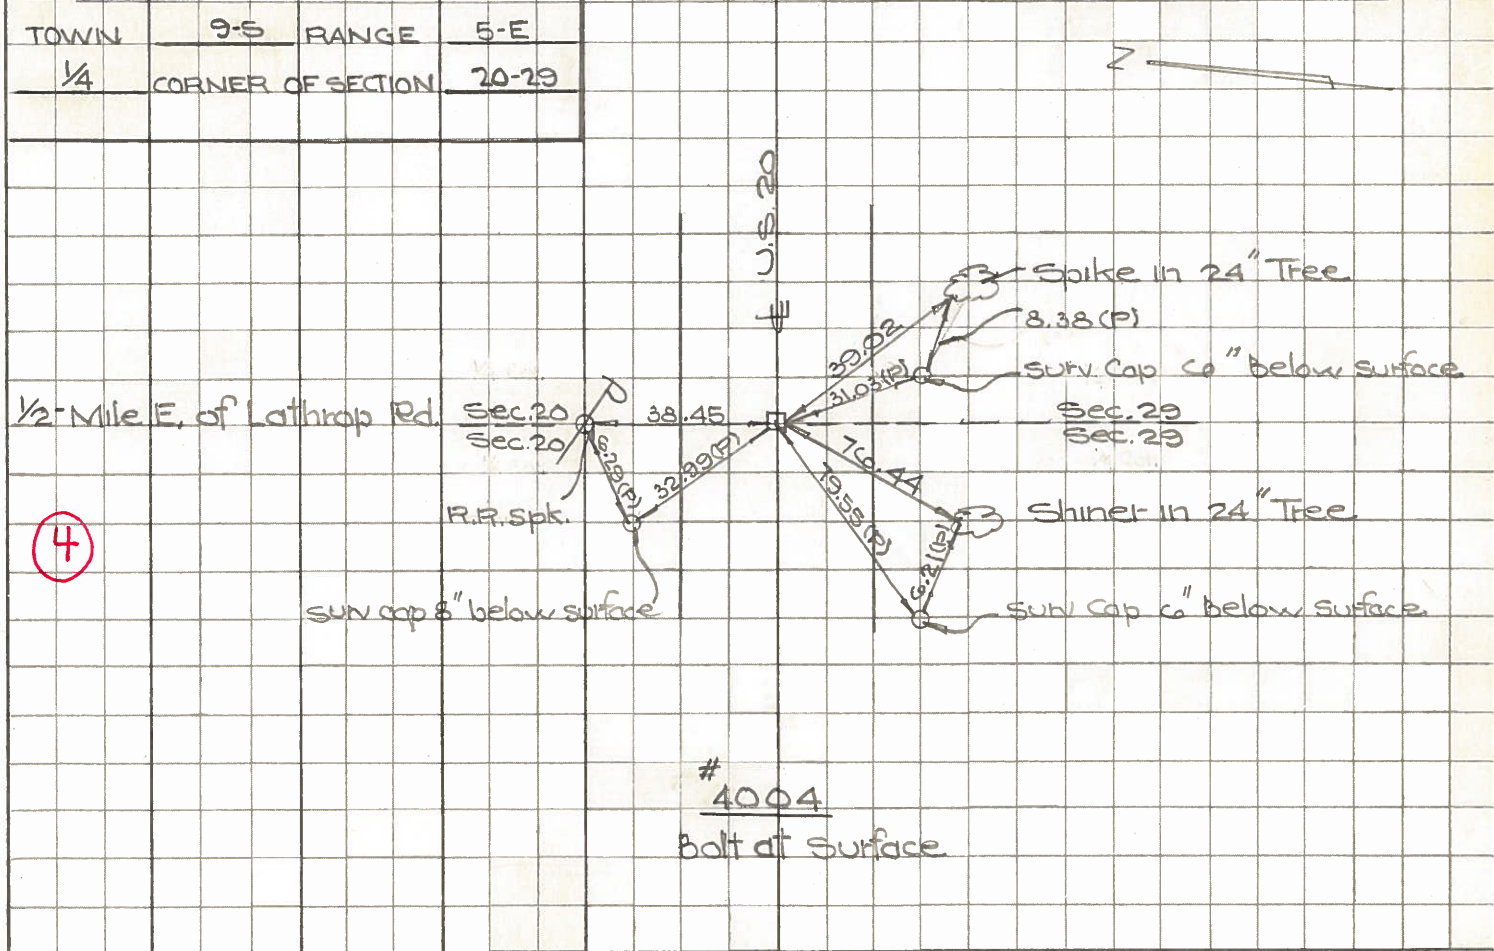 TOWN 9-S RANGE 5-E
1/4 CORNER OF SECTION 20-29
Z
U.S. 20
Spike in 24" Tree
8.38 (P)
39.02
31.03 (P)
Surv. Cap 6" below surface
1/2-Mile E. of Lathrop Rd.
Sec. 20
Sec. 20
38.45
Sec. 29
Sec. 29
6.29 (P)
32.99 (P)
76.44
79.55 (P)
R.R. Spk.
Shiner in 24" Tree
4
6.21 (P)
Surv cap 8" below surface
Surv Cap 6" below surface
#
4004
Bolt at Surface